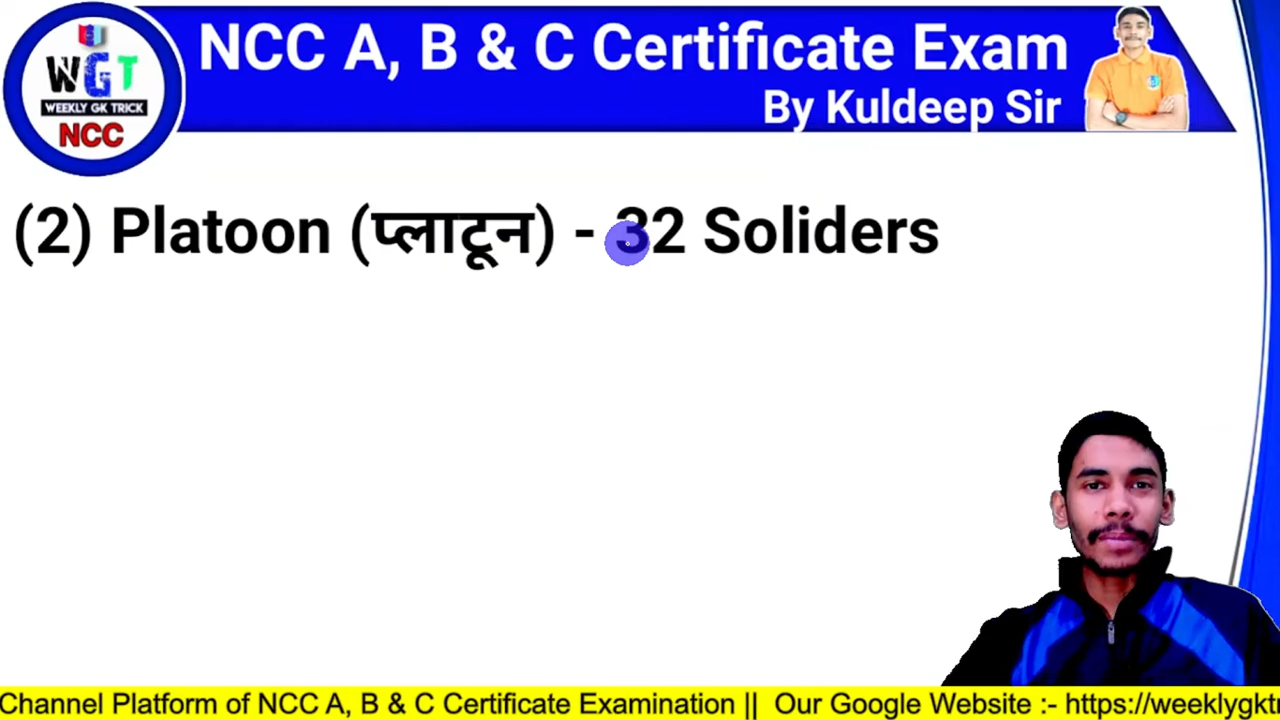 WGT
WEEKLY GK TRICK
NCC
NCC A, B & C Certificate Exam
By Kuldeep Sir
(2) Platoon (प्लाटून) - 32 Soliders
Channel Platform of NCC A, B & C Certificate Examination || Our Google Website :- https://weeklygktr